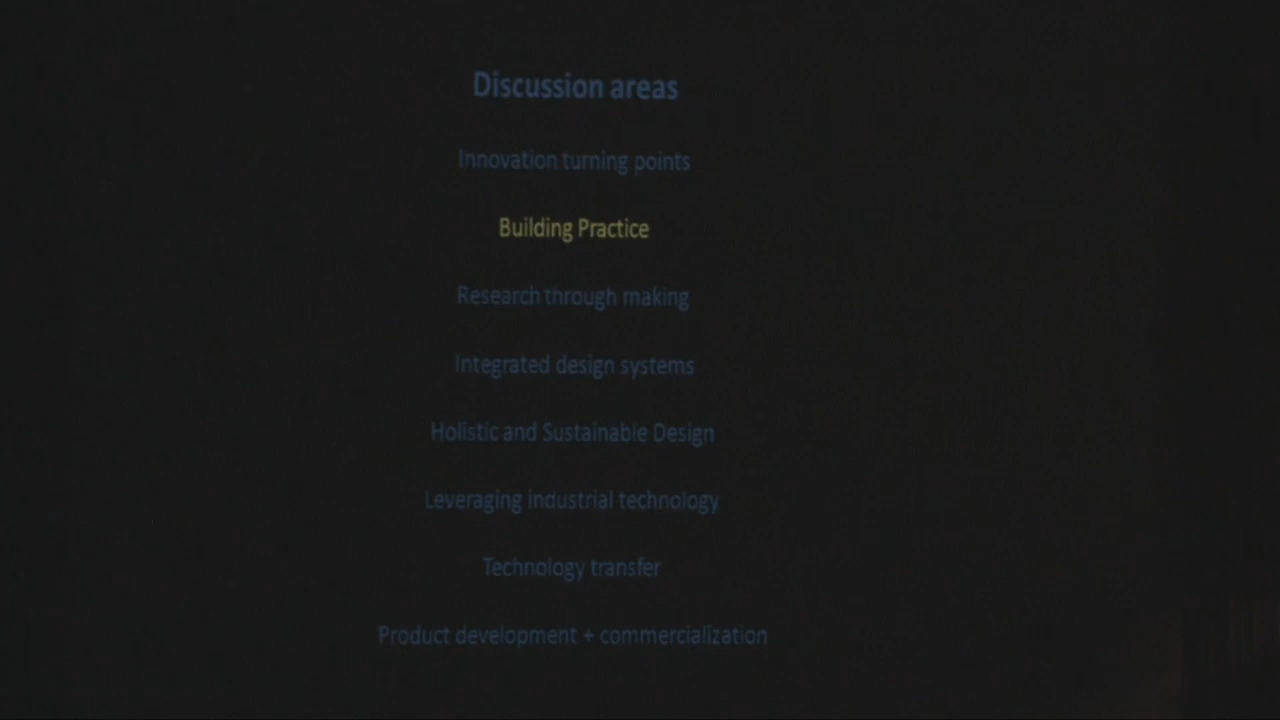 Discussion areas
Innovation turning points
Building Practice
Research through making
Integrated design systems
Holistic and Sustainable Design
Leveraging industrial technology
Technology transfer
Product development + commercialization